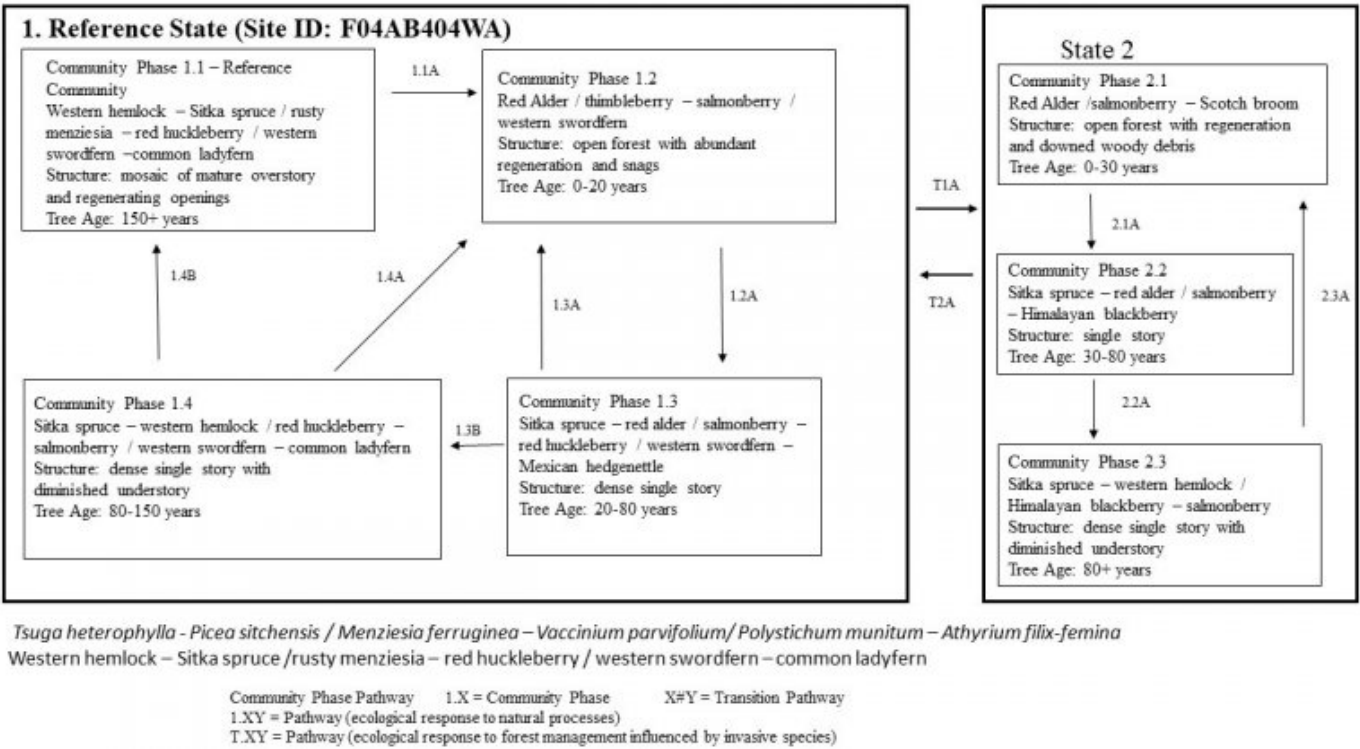 1. Reference State (Site ID: F04AB404WA)
Community Phase 1.1 – Reference
Community
Western hemlock – Sitka spruce / rusty
menziesia – red huckleberry / western
swordfern –common ladyfern
Structure: mosaic of mature overstory
and regenerating openings
Tree Age: 150+ years
1.1A
Community Phase 1.2
Red Alder / thimbleberry – salmonberry /
western swordfern
Structure: open forest with abundant
regeneration and snags
Tree Age: 0-20 years
1.4B
1.4A
1.3A
1.2A
Community Phase 1.4
Sitka spruce – western hemlock / red huckleberry –
salmonberry / western swordfern – common ladyfern
Structure: dense single story with
diminished understory
Tree Age: 80-150 years
1.3B
Community Phase 1.3
Sitka spruce – red alder / salmonberry –
red huckleberry / western swordfern –
Mexican hedgenettle
Structure: dense single story
Tree Age: 20-80 years
T1A
T2A
State 2
Community Phase 2.1
Red Alder /salmonberry – Scotch broom
Structure: open forest with regeneration
and downed woody debris
Tree Age: 0-30 years
2.1A
Community Phase 2.2
Sitka spruce – red alder / salmonberry
– Himalayan blackberry
Structure: single story
Tree Age: 30-80 years
2.3A
2.2A
Community Phase 2.3
Sitka spruce – western hemlock /
Himalayan blackberry – salmonberry
Structure: dense single story with
diminished understory
Tree Age: 80+ years
Tsuga heterophylla - Picea sitchensis / Menziesia ferruginea – Vaccinium parvifolium/ Polystichum munitum – Athyrium filix-femina
Western hemlock – Sitka spruce /rusty menziesia – red huckleberry / western swordfern – common ladyfern
Community Phase Pathway 1.X = Community Phase X#Y = Transition Pathway
1.XY = Pathway (ecological response to natural processes)
T.XY = Pathway (ecological response to forest management influenced by invasive species)